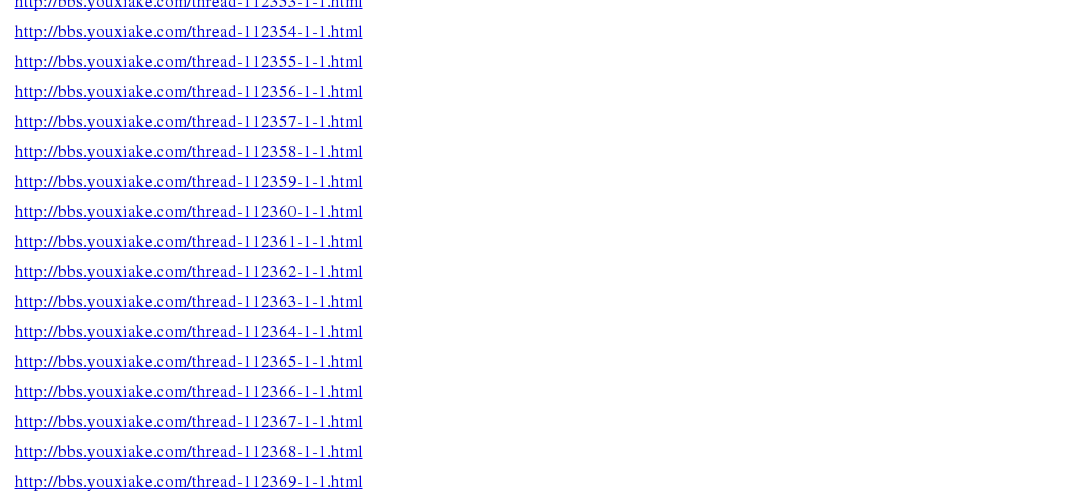 http://bbs.youxiake.com/thread-112353-1-1.html
http://bbs.youxiake.com/thread-112354-1-1.html
http://bbs.youxiake.com/thread-112355-1-1.html
http://bbs.youxiake.com/thread-112356-1-1.html
http://bbs.youxiake.com/thread-112357-1-1.html
http://bbs.youxiake.com/thread-112358-1-1.html
http://bbs.youxiake.com/thread-112359-1-1.html
http://bbs.youxiake.com/thread-112360-1-1.html
http://bbs.youxiake.com/thread-112361-1-1.html
http://bbs.youxiake.com/thread-112362-1-1.html
http://bbs.youxiake.com/thread-112363-1-1.html
http://bbs.youxiake.com/thread-112364-1-1.html
http://bbs.youxiake.com/thread-112365-1-1.html
http://bbs.youxiake.com/thread-112366-1-1.html
http://bbs.youxiake.com/thread-112367-1-1.html
http://bbs.youxiake.com/thread-112368-1-1.html
http://bbs.youxiake.com/thread-112369-1-1.html